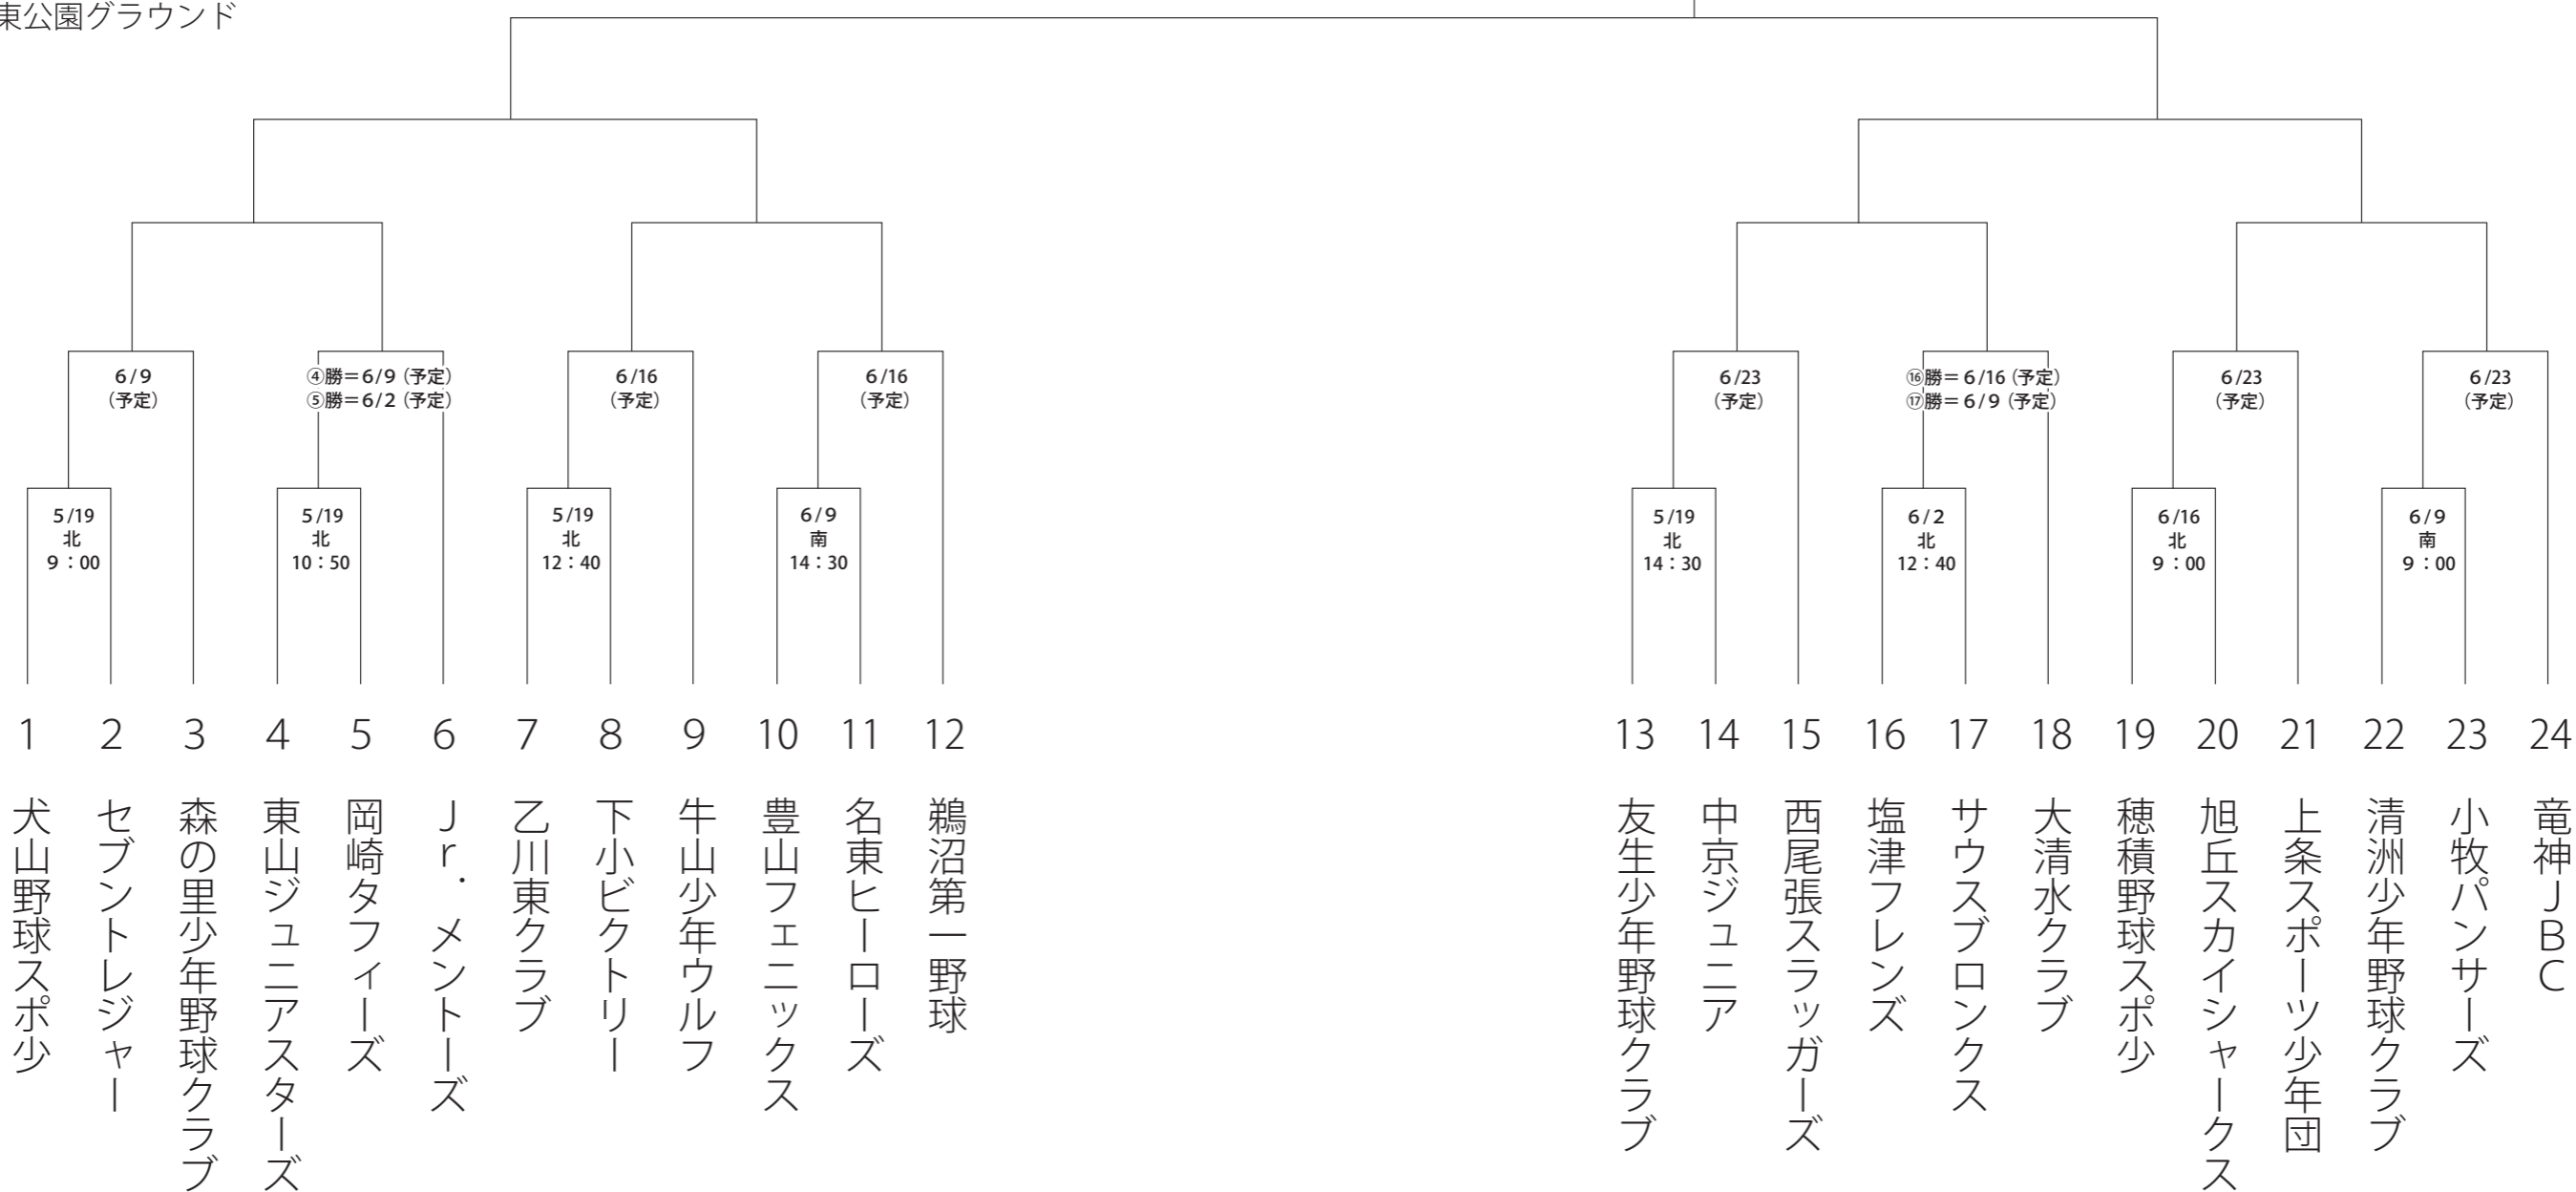 東公園グラウンド
6/9
（予定）
④勝＝6/9（予定）
⑤勝＝6/2（予定）
6/16
（予定）
6/16
（予定）
6/23
（予定）
⑯勝＝6/16（予定）
⑰勝＝6/9（予定）
6/23
（予定）
6/23
（予定）
5/19
北
9：00
5/19
北
10：50
5/19
北
12：40
6/9
南
14：30
5/19
北
14：30
6/2
北
12：40
6/16
北
9：00
6/9
南
9：00
1 犬山野球スポ少
2 セブントレジャー
3 森の里少年野球クラブ
4 東山ジュニアスターズ
5 岡崎タフィーズ
6 Ｊｒ．メントーズ
7 乙川東クラブ
8 下小ビクトリー
9 牛山少年ウルフ
10 豊山フェニックス
11 名東ヒーローズ
12 鵜沼第一野球
13 友生少年野球クラブ
14 中京ジュニア
15 西尾張スラッガーズ
16 塩津フレンズ
17 サウスブロンクス
18 大清水クラブ
19 穂積野球スポ少
20 旭丘スカイシャークス
21 上条スポーツ少年団
22 清洲少年野球クラブ
23 小牧パンサーズ
24 竜神ＪＢＣ